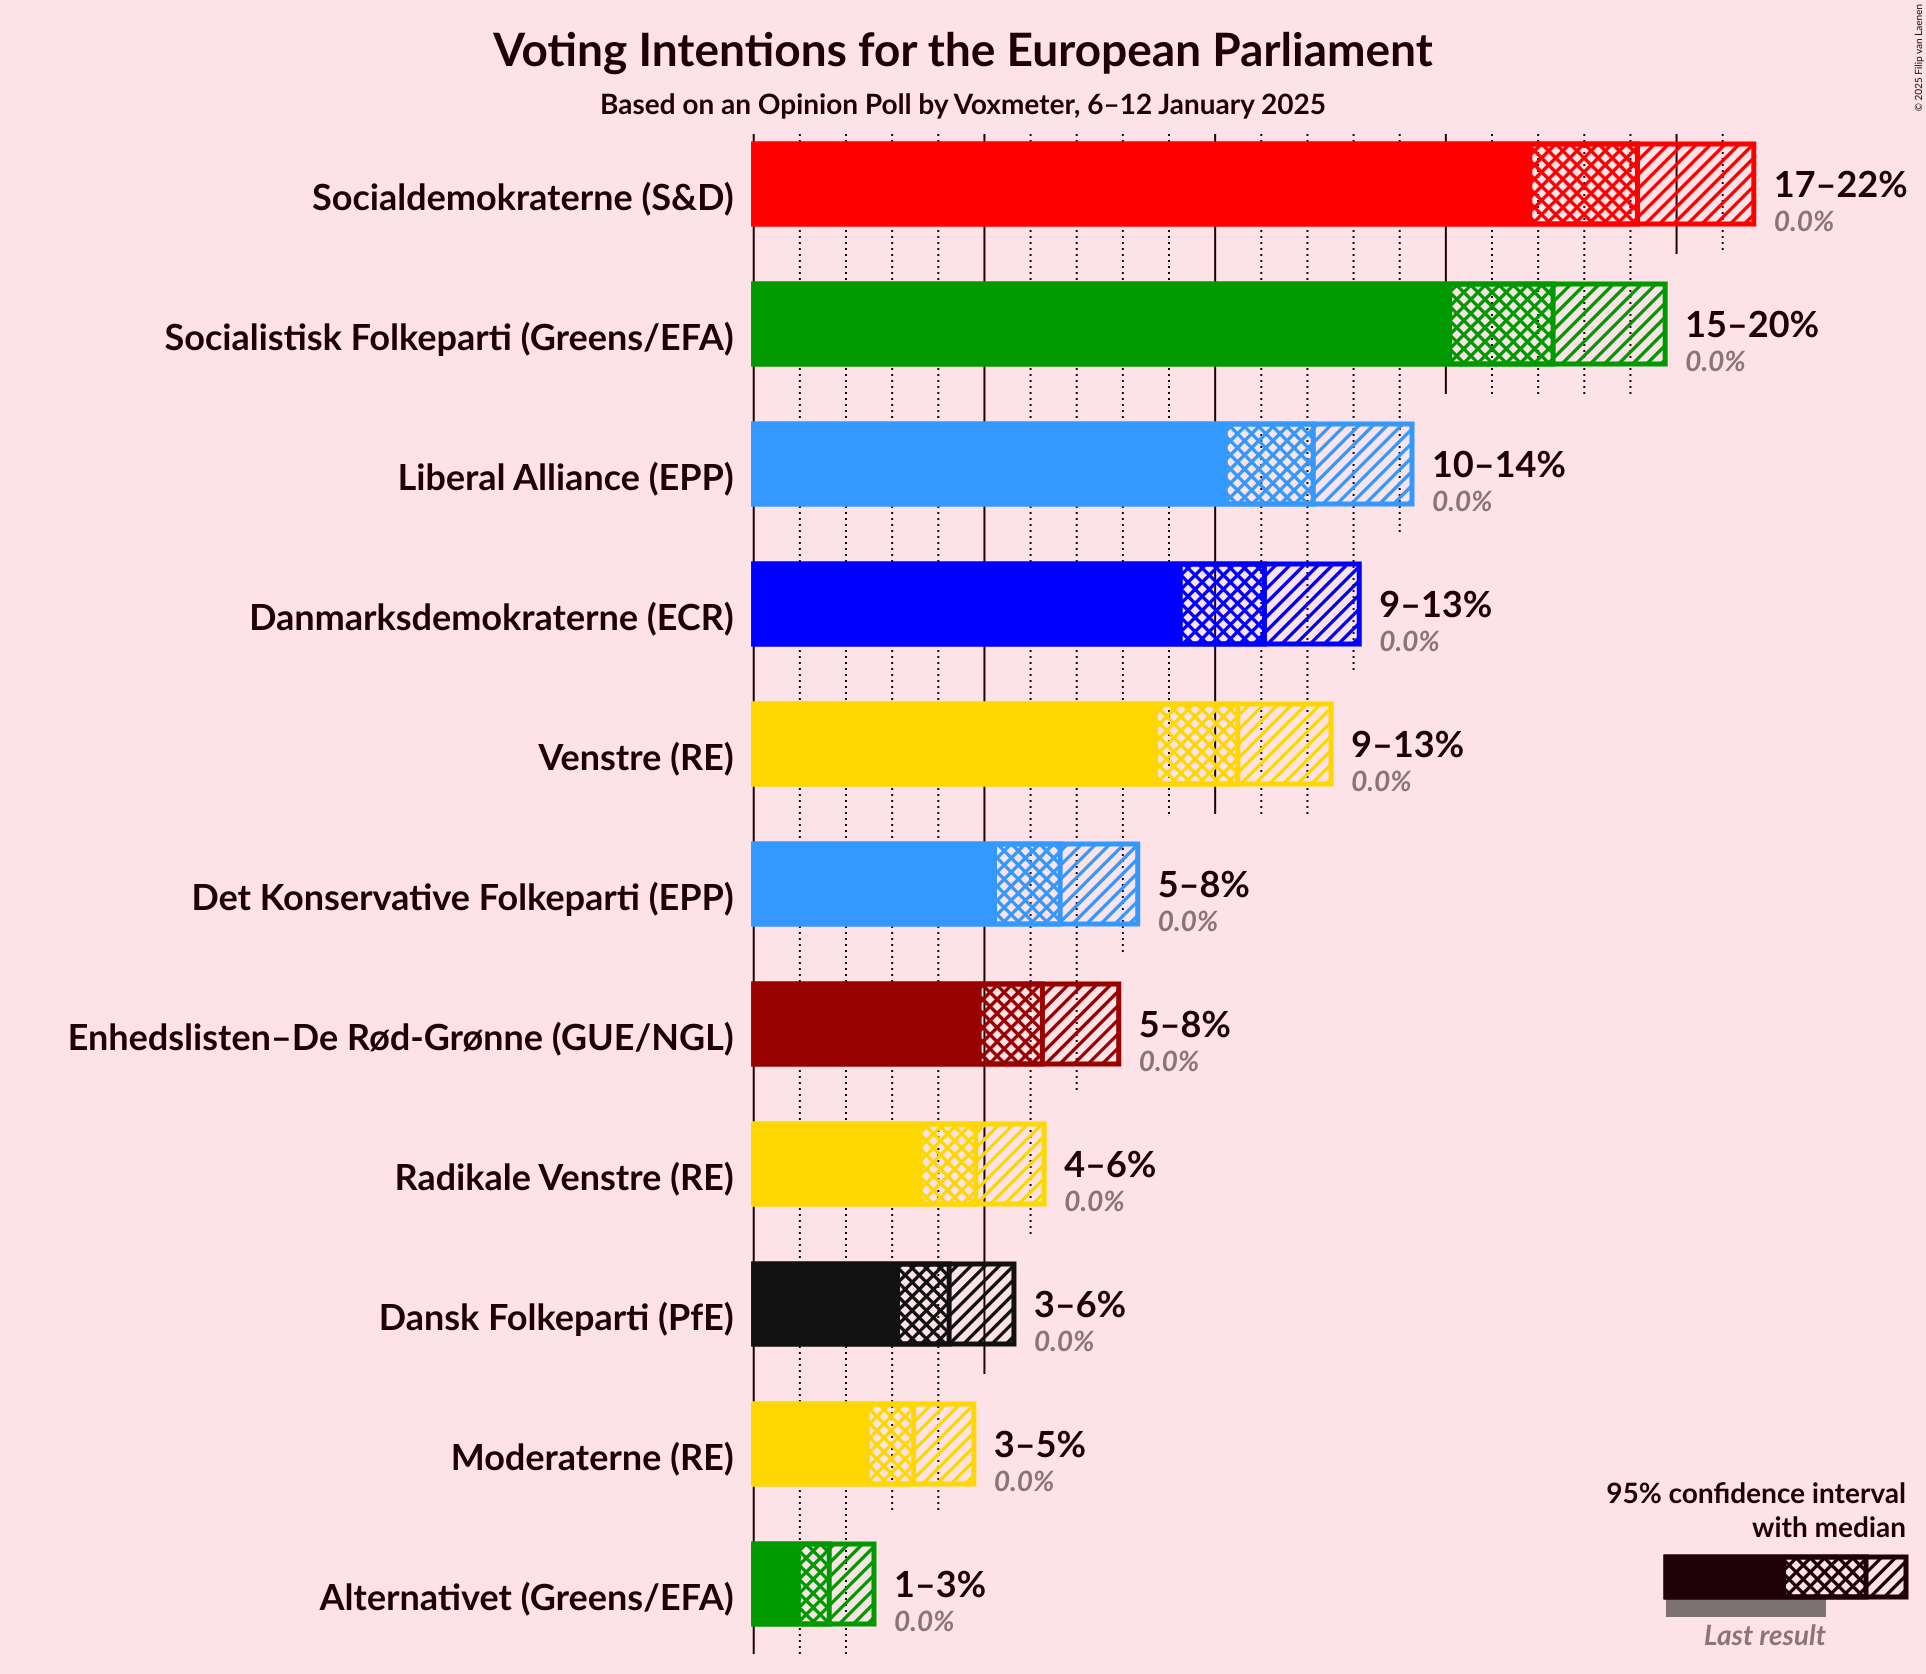 Voting Intentions for the European Parliament
Based on an Opinion Poll by Voxmeter, 6–12 January 2025
© 2025 Filip van Laenen
Socialdemokraterne (S&D)
17–22%
0.0%
Socialistisk Folkeparti (Greens/EFA)
15–20%
0.0%
Liberal Alliance (EPP)
10–14%
0.0%
Danmarksdemokraterne (ECR)
9–13%
0.0%
Venstre (RE)
9–13%
0.0%
Det Konservative Folkeparti (EPP)
5–8%
0.0%
Enhedslisten–De Rød-Grønne (GUE/NGL)
5–8%
0.0%
Radikale Venstre (RE)
4–6%
0.0%
Dansk Folkeparti (PfE)
3–6%
0.0%
Moderaterne (RE)
3–5%
0.0%
Alternativet (Greens/EFA)
1–3%
0.0%
95% confidence interval
with median
Last result